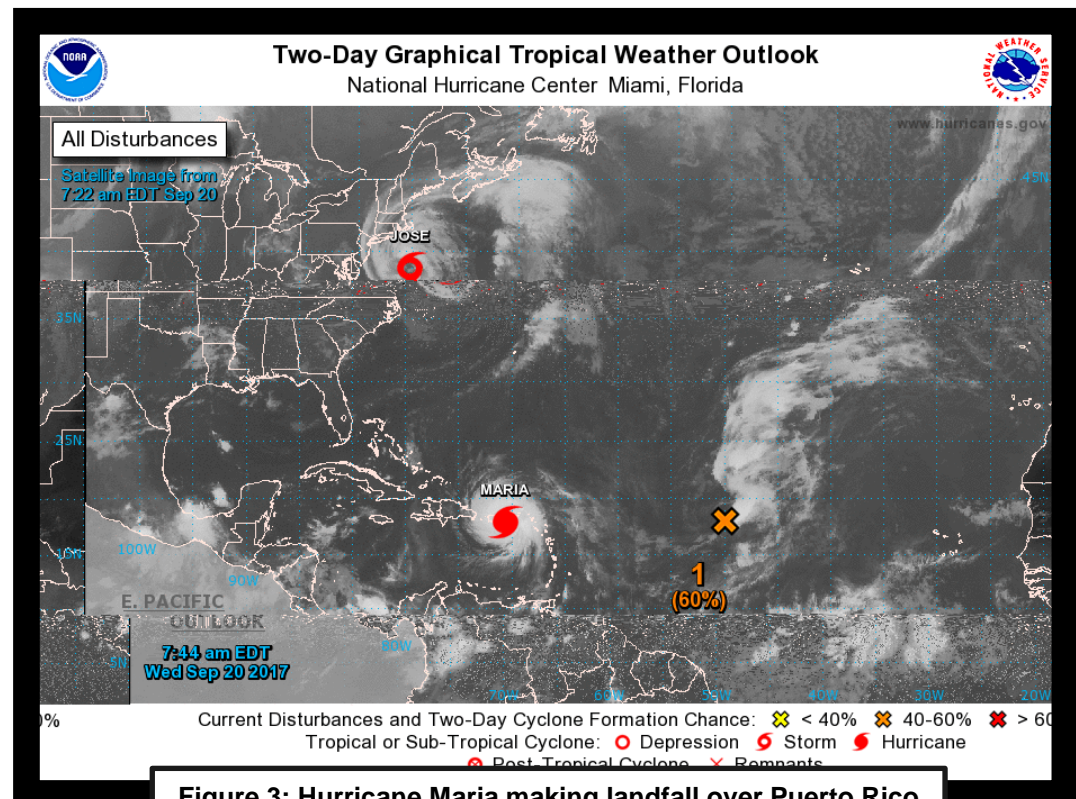 Two-Day Graphical Tropical Weather Outlook
National Hurricane Center Miami, Florida
NOAA
www.hurricanes.gov
All Disturbances
Satellite Image from
7:22 am EDT Sep 20
45N
JOSE
35N
25N
MARIA
15N
100W
90W
1
(60%)
E. PACIFIC
OUTLOOK
7:44 am EDT
Wed Sep 20 2017
80W
5N
70W 60W 50W 40W 30W 20W
0% Current Disturbances and Two-Day Cyclone Formation Chance: < 40% 40-60% > 60
Tropical or Sub-Tropical Cyclone: Depression Storm Hurricane
Post-Tropical Cyclone Remnants
Figure 3: Hurricane Maria making landfall over Puerto Rico